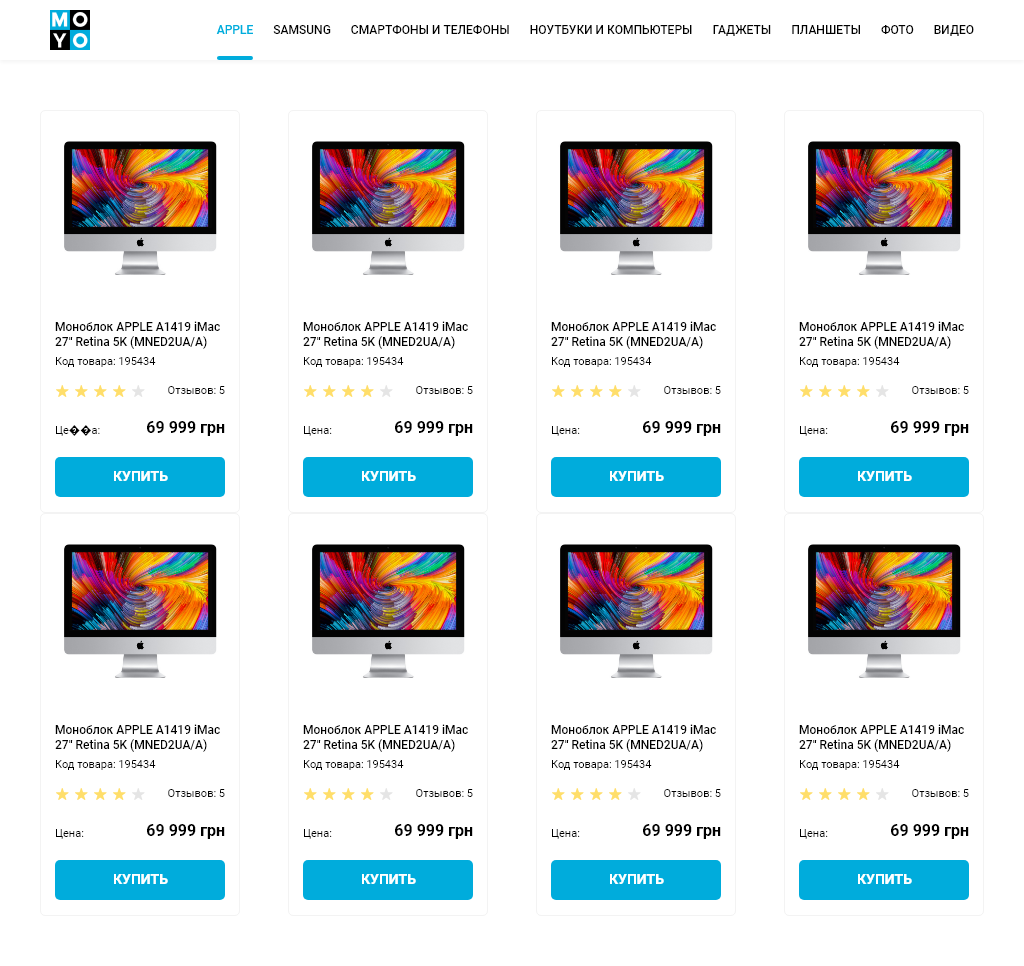 MO
YO
APPLE SAMSUNG СМАРТФОНЫ И ТЕЛЕФОНЫ НОУТБУКИ И КОМПЬЮТЕРЫ ГАДЖЕТЫ ПЛАНШЕТЫ ФОТО ВИДЕО
Моноблок APPLE A1419 iMac
27" Retina 5K (MNED2UA/A)
Код товара: 195434
Отзывов: 5
Це��а: 69 999 грн
КУПИТЬ
Моноблок APPLE A1419 iMac
27" Retina 5K (MNED2UA/A)
Код товара: 195434
Отзывов: 5
Цена: 69 999 грн
КУПИТЬ
Моноблок APPLE A1419 iMac
27" Retina 5K (MNED2UA/A)
Код товара: 195434
Отзывов: 5
Цена: 69 999 грн
КУПИТЬ
Моноблок APPLE A1419 iMac
27" Retina 5K (MNED2UA/A)
Код товара: 195434
Отзывов: 5
Цена: 69 999 грн
КУПИТЬ
Моноблок APPLE A1419 iMac
27" Retina 5K (MNED2UA/A)
Код товара: 195434
Отзывов: 5
Цена: 69 999 грн
КУПИТЬ
Моноблок APPLE A1419 iMac
27" Retina 5K (MNED2UA/A)
Код товара: 195434
Отзывов: 5
Цена: 69 999 грн
КУПИТЬ
Моноблок APPLE A1419 iMac
27" Retina 5K (MNED2UA/A)
Код товара: 195434
Отзывов: 5
Цена: 69 999 грн
КУПИТЬ
Моноблок APPLE A1419 iMac
27" Retina 5K (MNED2UA/A)
Код товара: 195434
Отзывов: 5
Цена: 69 999 грн
КУПИТЬ